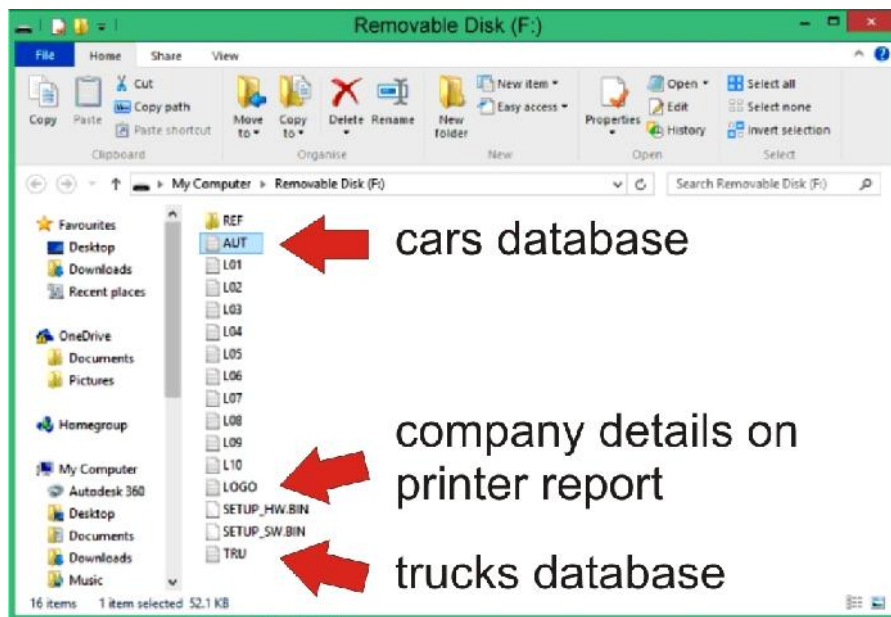 Removable Disk (F:)
File Home Share View
Copy
Paste
Cut
Copy path
Paste shortcut
Clipboard
Move to
Copy to
Delete
Rename
Organise
New folder
New item
Easy access
New
Properties
Open
Edit
History
Open
Select all
Select none
Invert selection
Select
My Computer Removable Disk (F:)
Search Removable Disk (F:)
Favourites
Desktop
Downloads
Recent places
OneDrive
Documents
Pictures
Homegroup
My Computer
Autodesk 360
Desktop
Documents
Downloads
Music
REF
AUT
L01
L02
L03
L04
L05
L06
L07
L08
L09
L10
LOGO
SETUP_HW.BIN
SETUP_SW.BIN
TRU
cars database
company details on
printer report
trucks database
16 items 1 item selected 52.1 KB